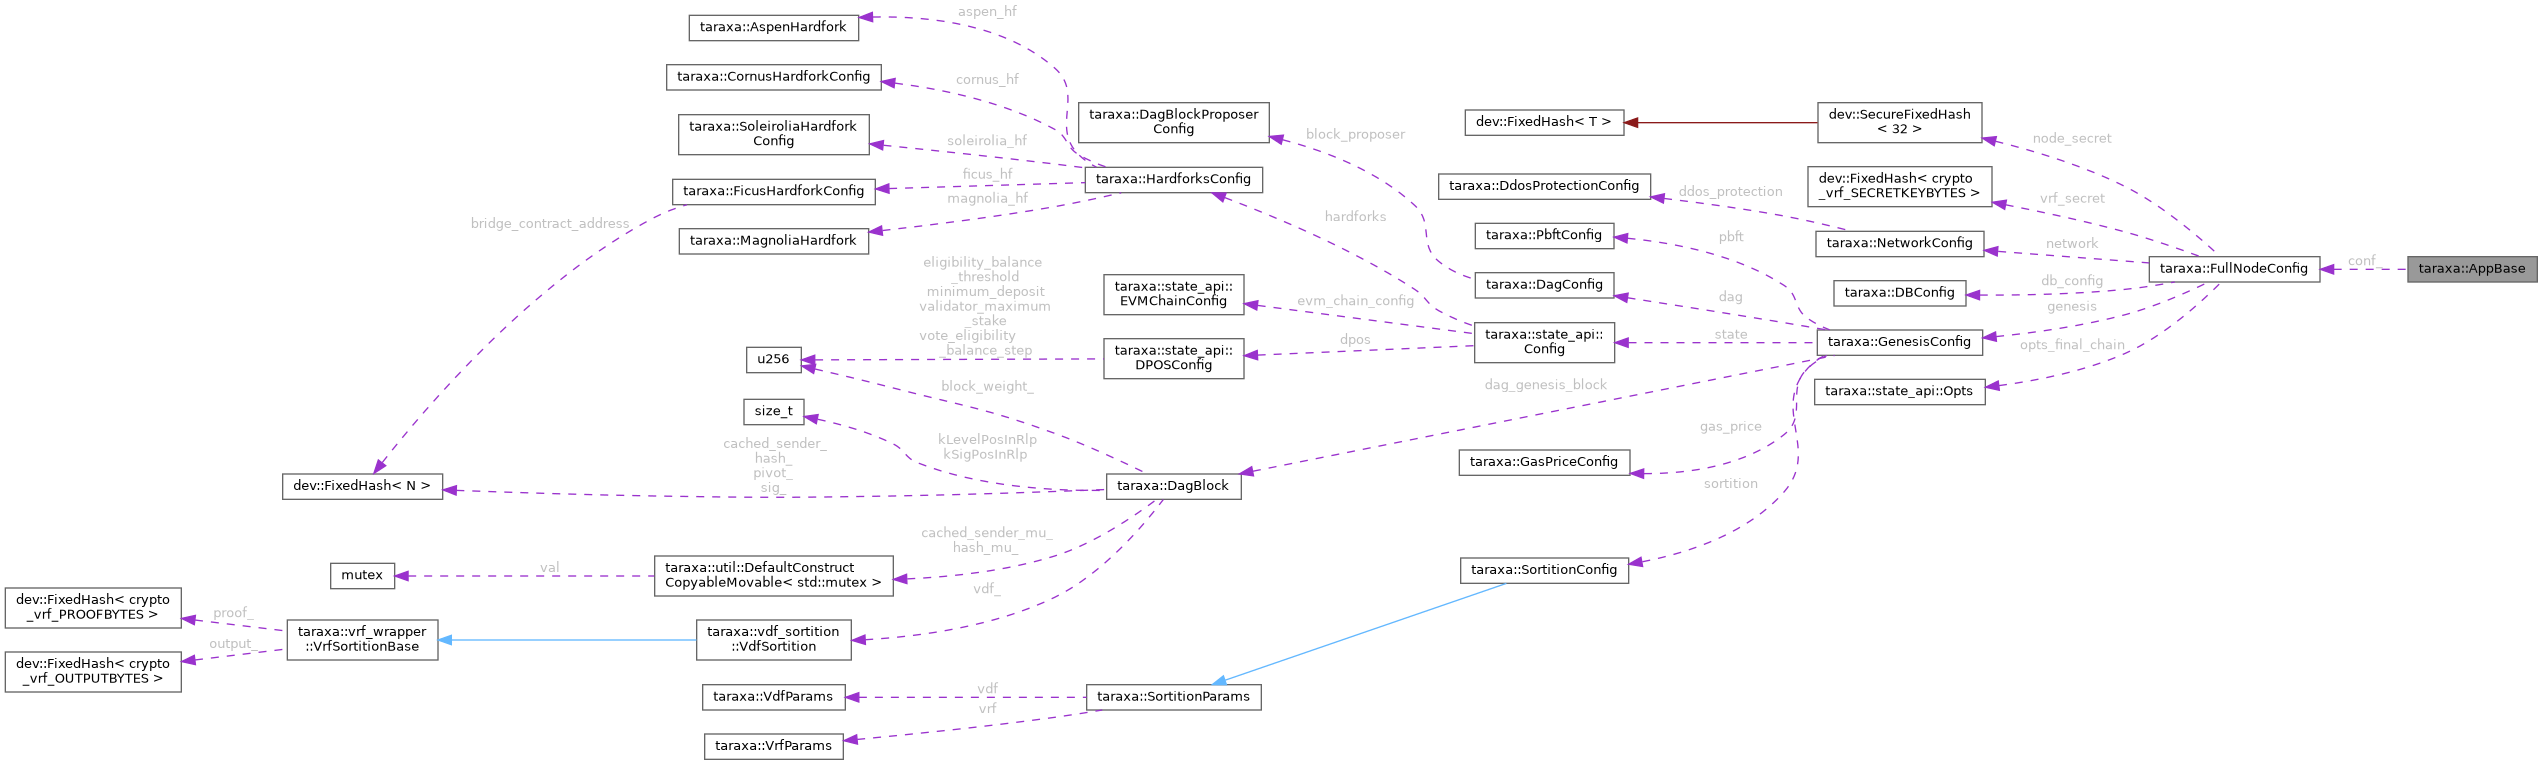 taraxa::AspenHardfork
aspen_hf
taraxa::CornusHardforkConfig
cornus_hf
taraxa::SoleiroliaHardfork
Config
soleirolia_hf
taraxa::FicusHardforkConfig
ficus_hf
taraxa::MagnoliaHardfork
magnolia_hf
bridge_contract_address
taraxa::HardforksConfig
taraxa::DagBlockProposer
Config
block_proposer
hardforks
dev::FixedHash< T >
dev::SecureFixedHash
< 32 >
node_secret
taraxa::DdosProtectionConfig
ddos_protection
dev::FixedHash< crypto
_vrf_SECRETKEYBYTES >
vrf_secret
taraxa::PbftConfig
pbft
taraxa::NetworkConfig
network
taraxa::FullNodeConfig
conf_
taraxa::AppBase
taraxa::DagConfig
dag
taraxa::DBConfig
db_config
genesis
eligibility_balance
_threshold
minimum_deposit
validator_maximum
_stake
vote_eligibility
_balance_step
taraxa::state_api::
EVMChainConfig
evm_chain_config
taraxa::state_api::
DPOSConfig
dpos
taraxa::state_api::
Config
state
taraxa::GenesisConfig
opts_final_chain
taraxa::state_api::Opts
u256
block_weight_
size_t
kLevelPosInRlp
kSigPosInRlp
dag_genesis_block
gas_price
taraxa::GasPriceConfig
sortition
cached_sender_
hash_
pivot_
sig_
dev::FixedHash< N >
taraxa::DagBlock
cached_sender_mu_
hash_mu_
taraxa::util::DefaultConstruct
CopyableMovable< std::mutex >
val
mutex
vdf_
taraxa::SortitionConfig
dev::FixedHash< crypto
_vrf_PROOFBYTES >
proof_
dev::FixedHash< crypto
_vrf_OUTPUTBYTES >
output_
taraxa::vrf_wrapper
::VrfSortitionBase
taraxa::vdf_sortition
::VdfSortition
taraxa::VdfParams
vdf
taraxa::SortitionParams
vrf
taraxa::VrfParams